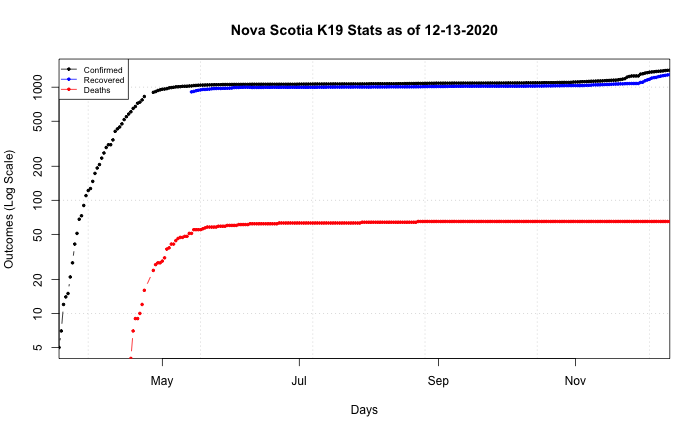 Nova Scotia K19 Stats as of 12-13-2020
Confirmed
Recovered
Deaths
1000
500
200
100
50
20
10
5
Outcomes (Log Scale)
May
Jul
Sep
Nov
Days